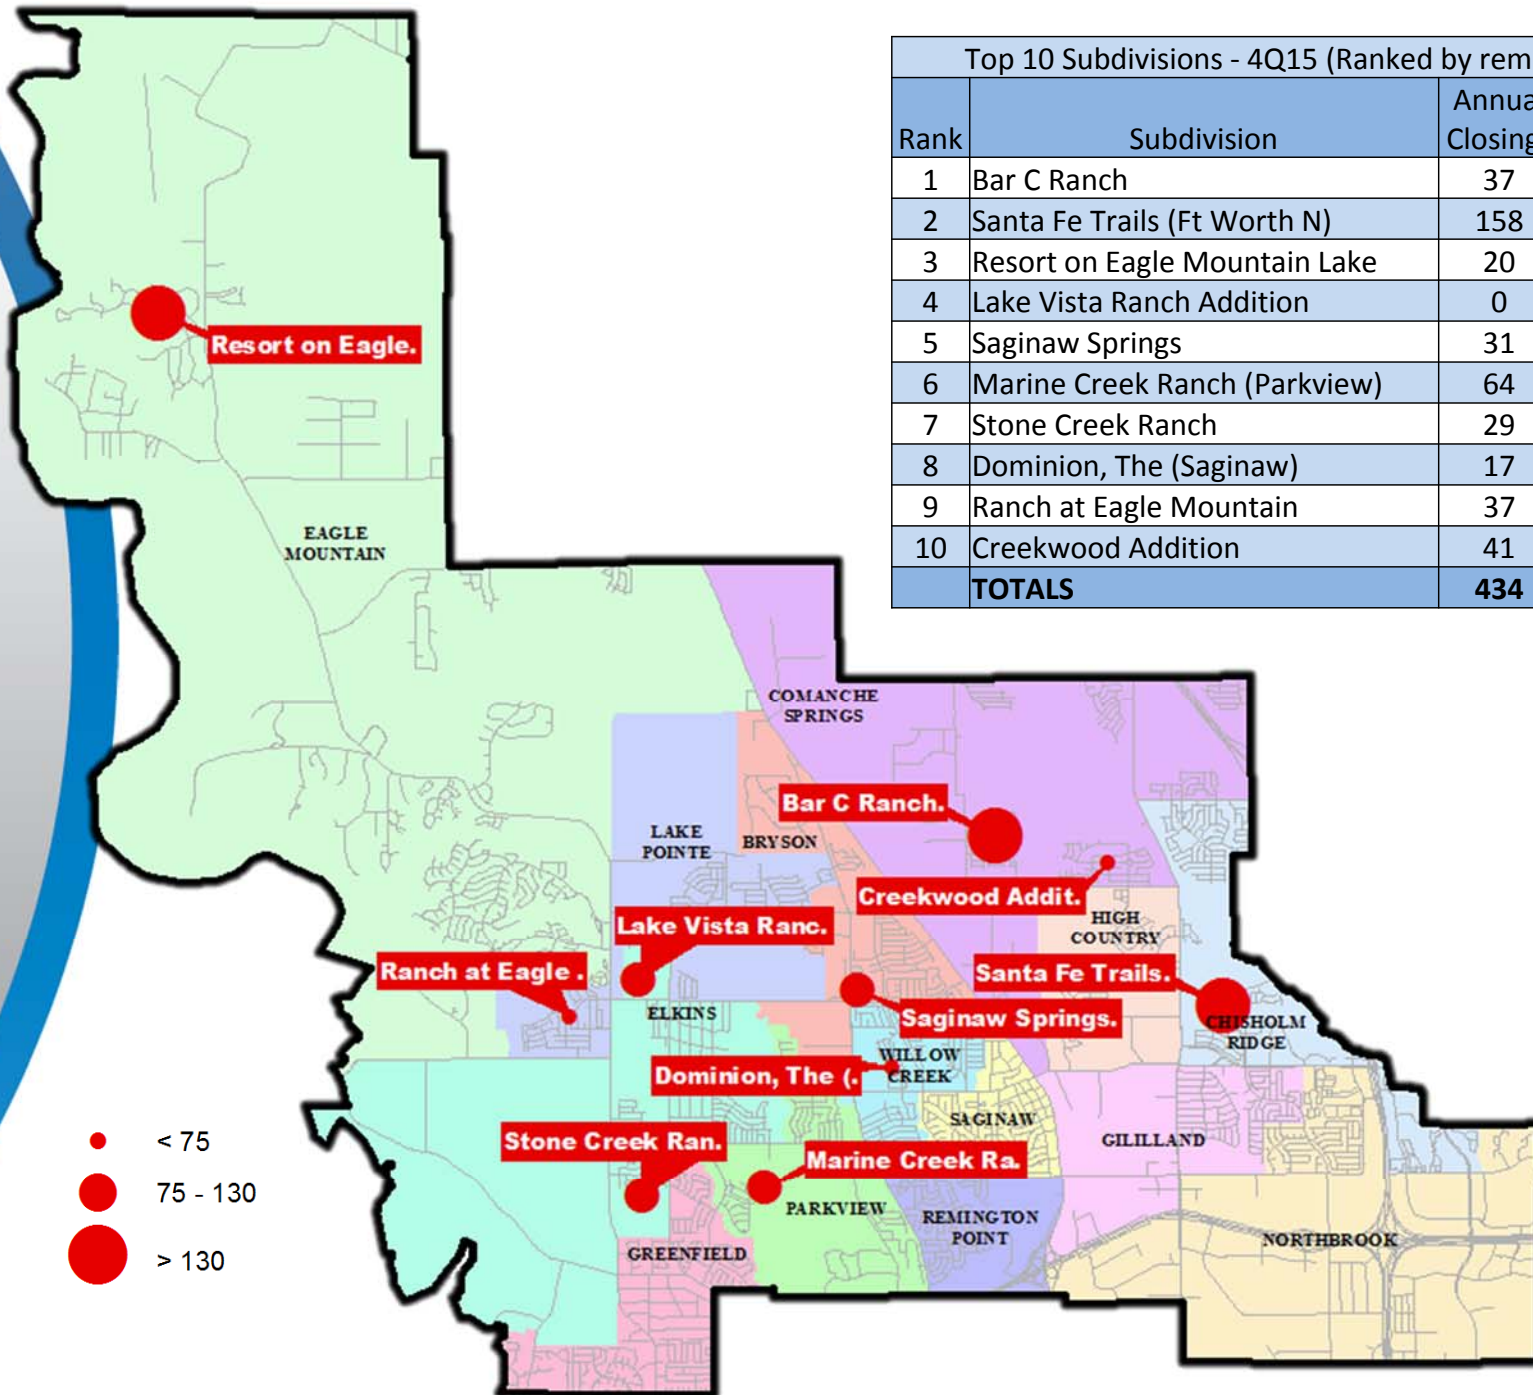 Top 10 Subdivisions - 4Q15 (Ranked by rem
Rank Subdivision Annua Closing
1 Bar C Ranch 37
2 Santa Fe Trails (Ft Worth N) 158
3 Resort on Eagle Mountain Lake 20
4 Lake Vista Ranch Addition 0
5 Saginaw Springs 31
6 Marine Creek Ranch (Parkview) 64
7 Stone Creek Ranch 29
8 Dominion, The (Saginaw) 17
9 Ranch at Eagle Mountain 37
10 Creekwood Addition 41
TOTALS 434
Resort on Eagle.
EAGLE
MOUNTAIN
COMANCHE
SPRINGS
Bar C Ranch.
LAKE
POINTE
BRYSON
Creekwood Addit.
Lake Vista Ranc.
HIGH
COUNTRY
Ranch at Eagle .
Santa Fe Trails.
ELKINS
Saginaw Springs.
CHISHOLM
RIDGE
WILLOW
CREEK
Dominion, The (.
SAGINAW
Stone Creek Ran.
GILILLAND
Marine Creek Ra.
PARKVIEW
REMINGTON
POINT
NORTHBROOK
GREENFIELD
< 75
75 - 130
> 130